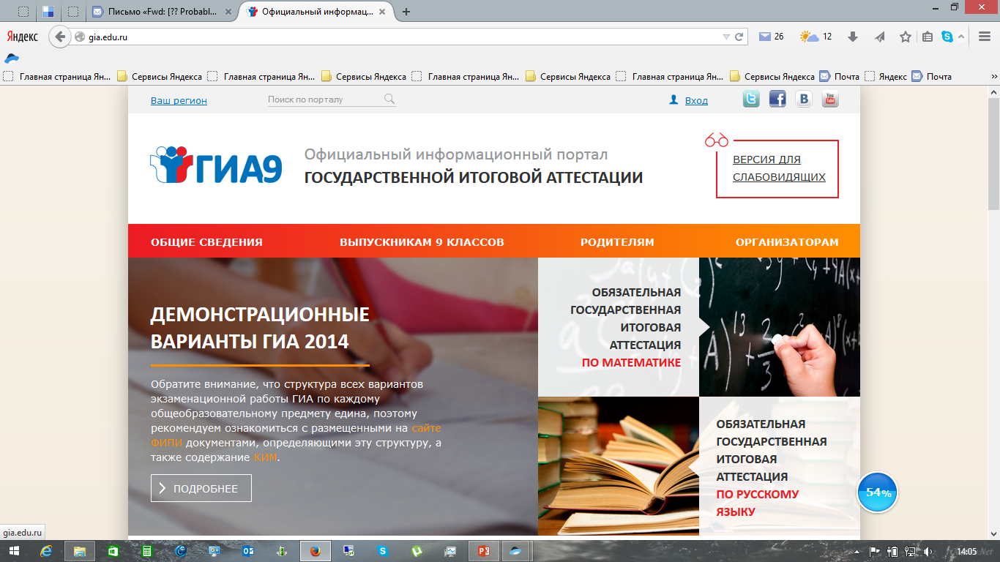 Письмо «Fwd: [?? Probabl...
Официальный информац...
Яндекс
gia.edu.ru
26
12
Главная страница Ян...
Сервисы Яндекса
Главная страница Ян...
Сервисы Яндекса
Главная страница Ян...
Сервисы Яндекса
Главная страница Ян...
Сервисы Яндекса
Почта
Яндекс
Почта
Ваш регион
Поиск по порталу
Вход
ГИА9
Официальный информационный портал
ГОСУДАРСТВЕННОЙ ИТОГОВОЙ АТТЕСТАЦИИ
ВЕРСИЯ ДЛЯ
СЛАБОВИДЯЩИХ
ОБЩИЕ СВЕДЕНИЯ
ВЫПУСКНИКАМ 9 КЛАССОВ
РОДИТЕЛЯМ
ОРГАНИЗАТОРАМ
ДЕМОНСТРАЦИОННЫЕ
ВАРИАНТЫ ГИА 2014
Обратите внимание, что структура всех вариантов
экзаменационной работы ГИА по каждому
общеобразовательному предмету едина, поэтому
рекомендуем ознакомиться с размещенными на сайте
ФИПИ документами, определяющими эту структуру, а
также содержание КИМ.
ПОДРОБНЕЕ
ОБЯЗАТЕЛЬНАЯ
ГОСУДАРСТВЕННАЯ
ИТОГОВАЯ
АТТЕСТАЦИЯ
ПО МАТЕМАТИКЕ
ОБЯЗАТЕЛЬНАЯ
ГОСУДАРСТВЕННАЯ
ИТОГОВАЯ
АТТЕСТАЦИЯ
ПО РУССКОМУ
ЯЗЫКУ
54%
gia.edu.ru
14:05